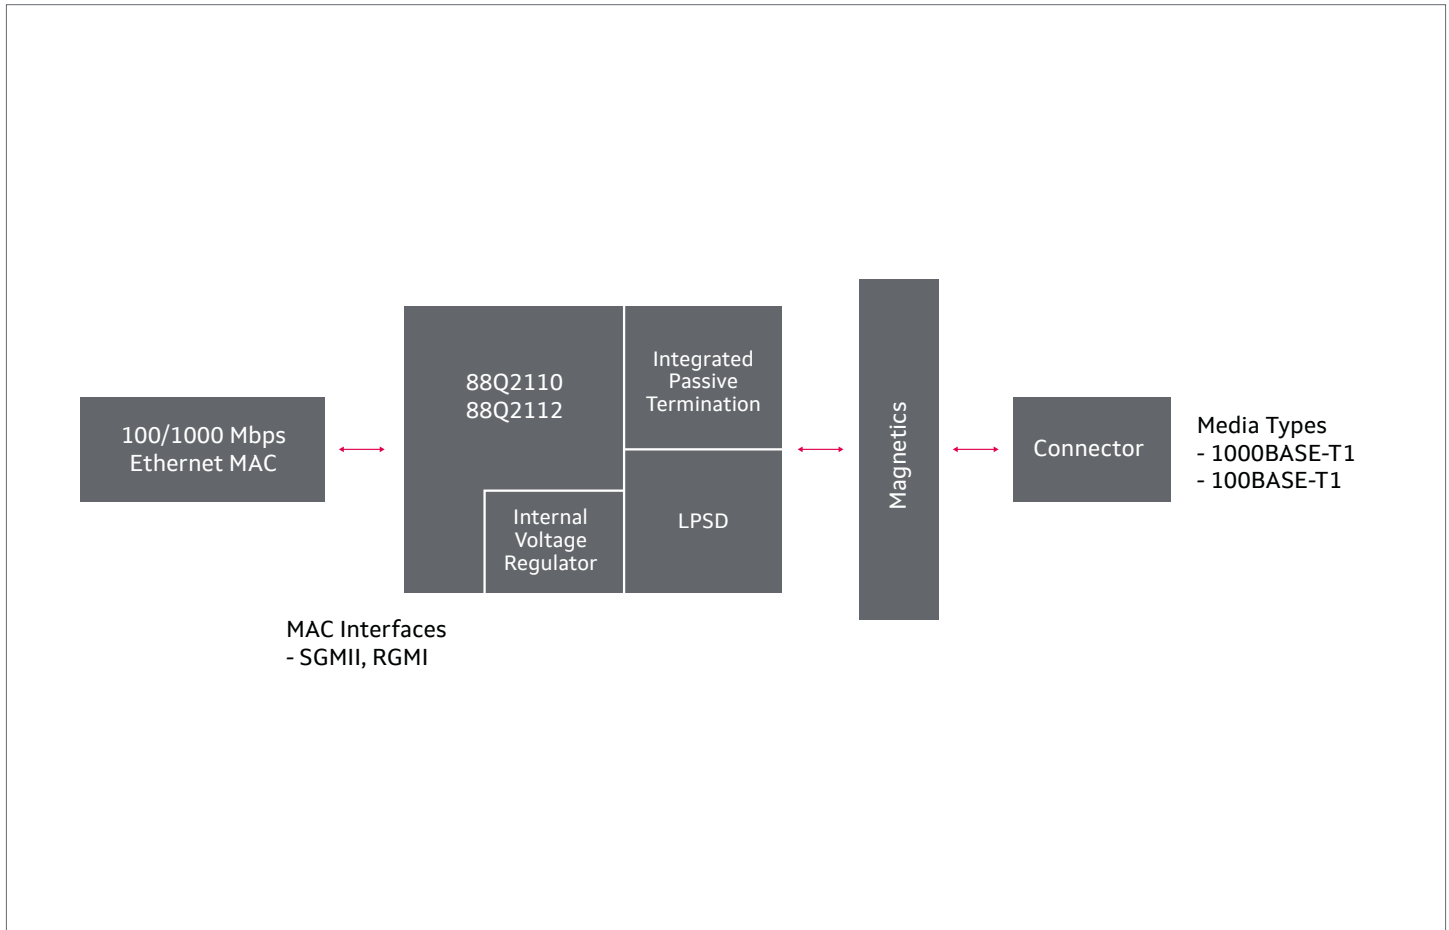 100/1000 Mbps
Ethernet MAC
88Q2110
88Q2112
Integrated
Passive
Termination
Internal
Voltage
Regulator
LPSD
MAC Interfaces
- SGMII, RGMI
Magnetics
Connector
Media Types
- 1000BASE-T1
- 100BASE-T1